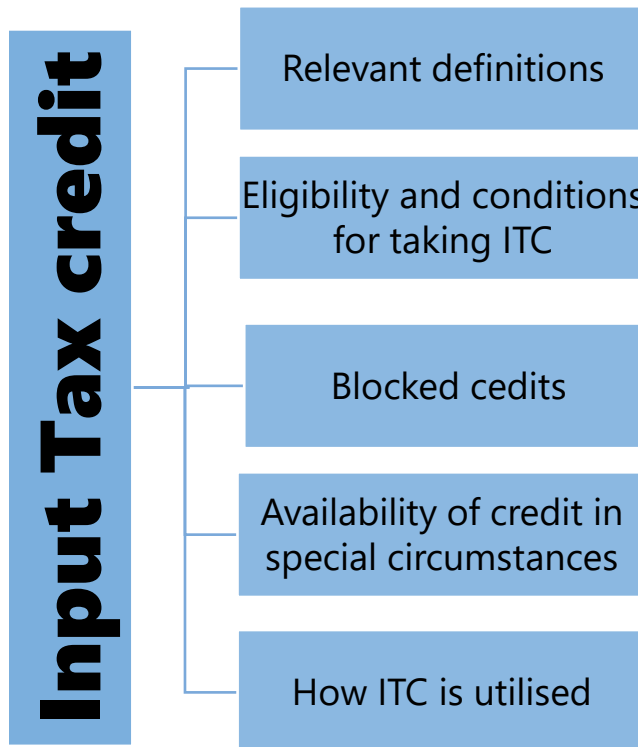 Input Tax credit
Relevant definitions
Eligibility and conditions
for taking ITC
Blocked cedits
Availability of credit in
special circumstances
How ITC is utilised